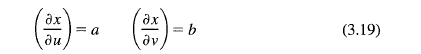 (∂x/∂u) = a (∂x/∂v) = b (3.19)